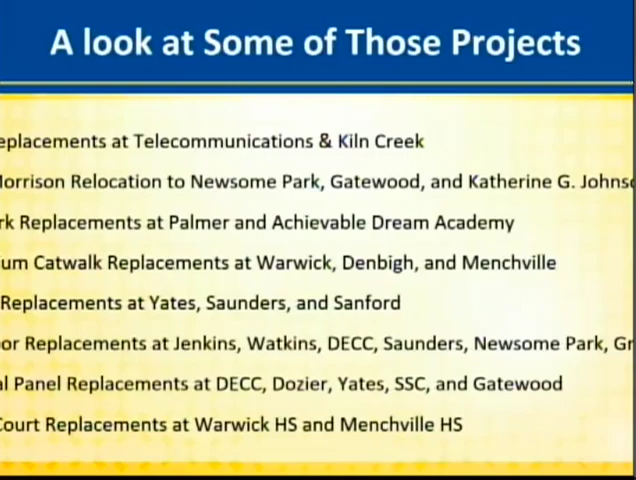 A look at Some of Those Projects
eplacements at Telecommunications & Kiln Creek
Morrison Relocation to Newsome Park, Gatewood, and Katherine G. Johns
rk Replacements at Palmer and Achievable Dream Academy
um Catwalk Replacements at Warwick, Denbigh, and Menchville
Replacements at Yates, Saunders, and Sanford
or Replacements at Jenkins, Watkins, DECC, Saunders, Newsome Park, Gr
al Panel Replacements at DECC, Dozier, Yates, SSC, and Gatewood
Court Replacements at Warwick HS and Menchville HS